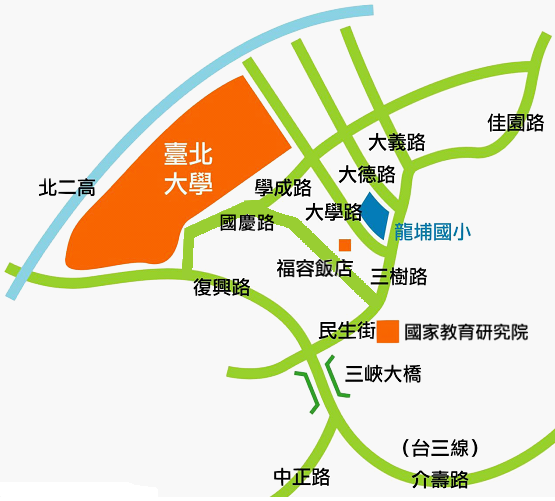 佳園路
大義路
臺北
大學
大德路
北二高
學成路
大學路
國慶路
龍埔國小
福容飯店
三樹路
復興路
民生街
國家教育研究院
三峽大橋
（台三線）
中正路
介壽路